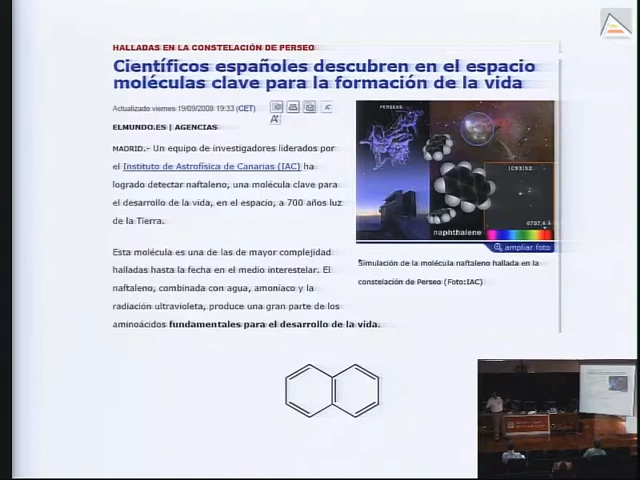 HALLADAS EN LA CONSTELACIÓN DE PERSEO
Científicos españoles descubren en el espacio
moléculas clave para la formación de la vida
Actualizado viernes 19/09/2008 19:33 (CET)
ELMUNDO.ES | AGENCIAS
MADRID.- Un equipo de investigadores liderados por
el Instituto de Astrofísica de Canarias (IAC) ha
logrado detectar naftaleno, una molécula clave para
el desarrollo de la vida, en el espacio, a 700 años luz
de la Tierra.
Esta molécula es una de las de mayor complejidad
halladas hasta la fecha en el medio interestelar. El
naftaleno, combinada con agua, amoníaco y la
radiación ultravioleta, produce una gran parte de los
aminoácidos fundamentales para el desarrollo de la vida.
PERSEUS
naphthalene
6707.4 Å
ampliar foto
Simulación de la molécula naftaleno hallada en la
constelación de Perseo (Foto:IAC)